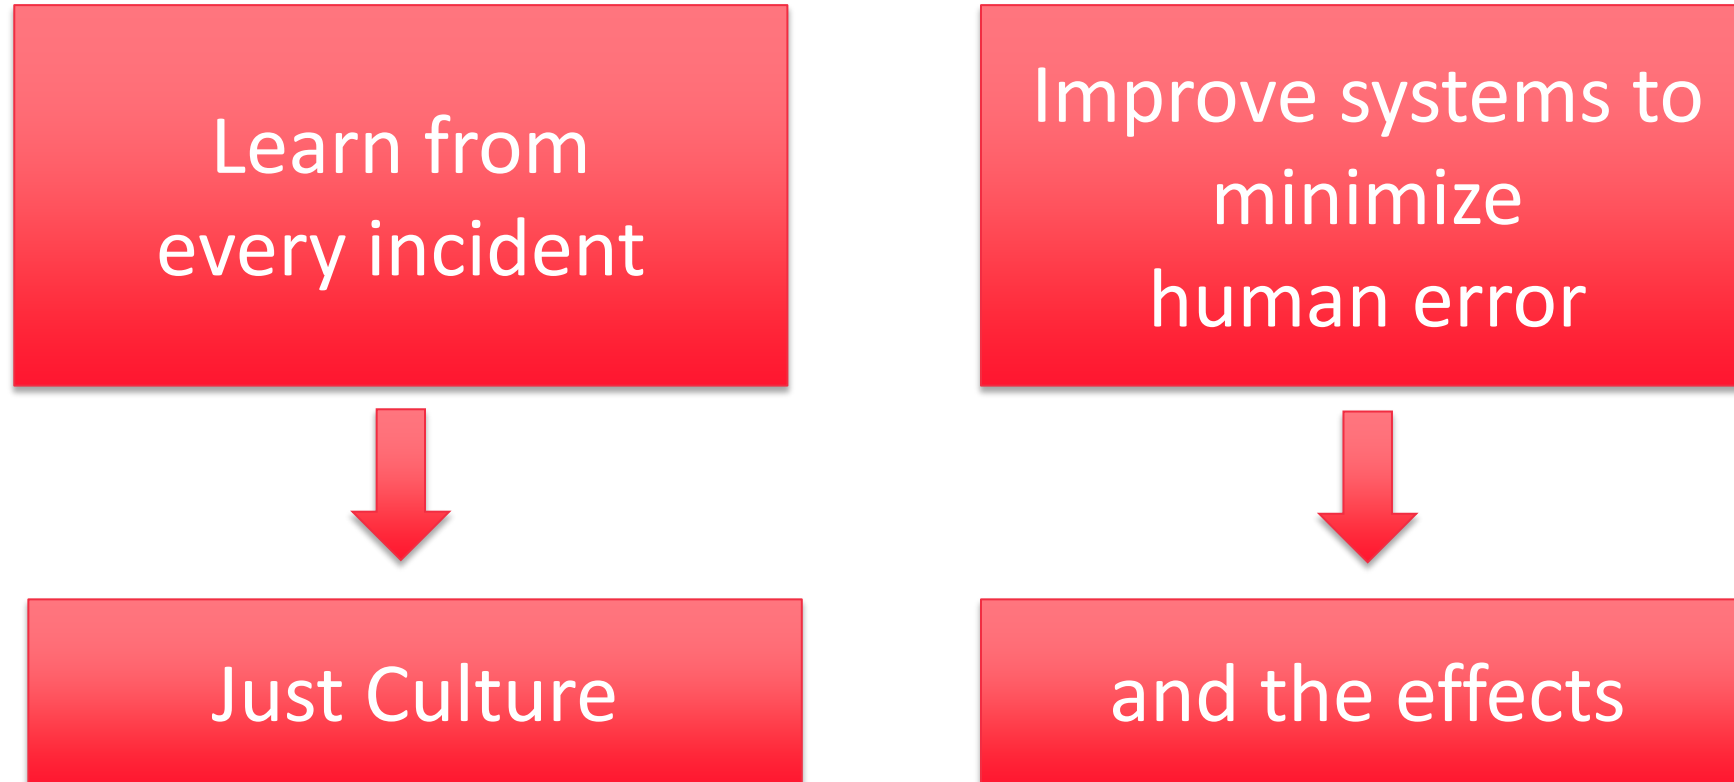 Learn from
every incident
Improve systems to
minimize
human error
Just Culture
and the effects